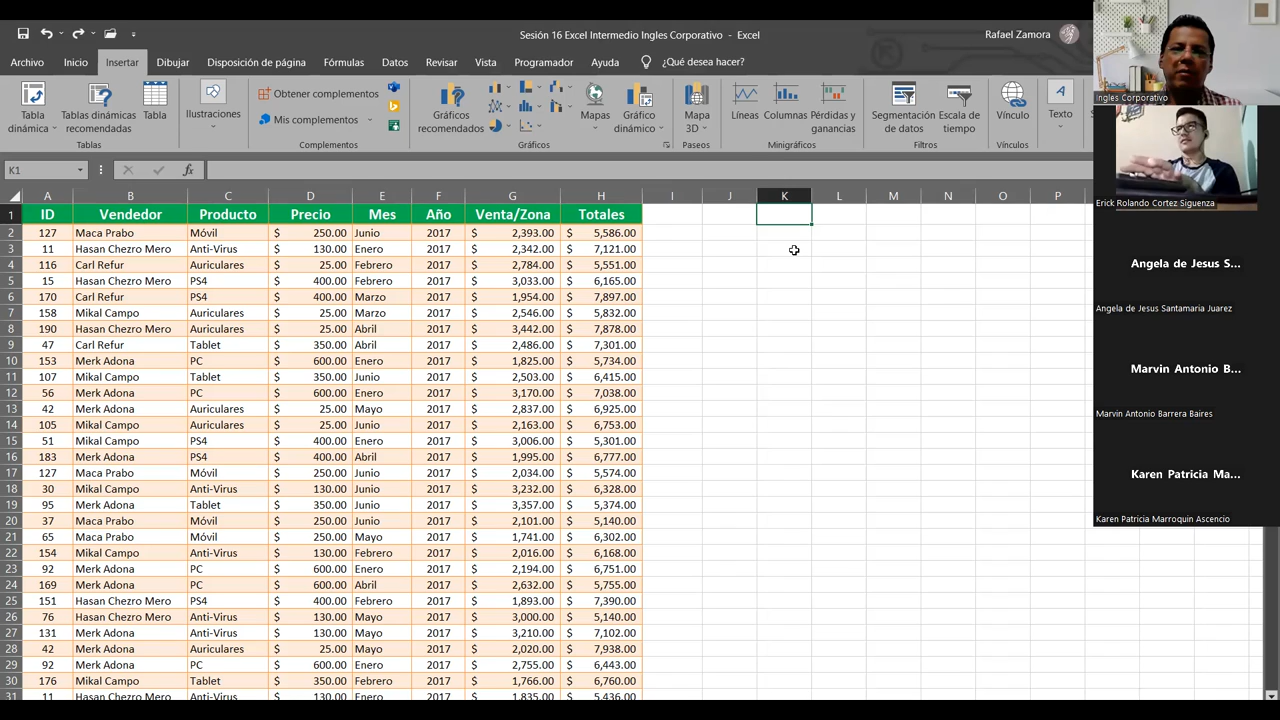 Sesión 16 Excel Intermedio Ingles Corporativo - Excel
Rafael Zamora
Archivo Inicio Insertar Dibujar Disposición de página Fórmulas Datos Revisar Vista Programador Ayuda ¿Qué desea hacer?
Tabla dinámica
Tablas dinámicas recomendadas
Tabla
Ilustraciones
Obtener complementos
Mis complementos
Gráficos recomendados
Mapas
Gráfico dinámico
Mapa 3D
Líneas
Columnas
Pérdidas y ganancias
Segmentación de datos
Escala de tiempo
Vínculo
Texto
Tablas Complementos Gráficos Paseos Minigráficos Filtros Vínculos
K1 fx
A B C D E F G H I J K L M N O P
1 ID Vendedor Producto Precio Mes Año Venta/Zona Totales
2 127 Maca Prabo Móvil $ 250.00 Junio 2017 $ 2,393.00 $ 5,586.00
3 11 Hasan Chezro Mero Anti-Virus $ 130.00 Enero 2017 $ 2,342.00 $ 7,121.00
4 116 Carl Refur Auriculares $ 25.00 Febrero 2017 $ 2,784.00 $ 5,551.00
5 15 Hasan Chezro Mero PS4 $ 400.00 Febrero 2017 $ 3,033.00 $ 6,165.00
6 170 Carl Refur PS4 $ 400.00 Marzo 2017 $ 1,954.00 $ 7,897.00
7 158 Mikal Campo Auriculares $ 25.00 Marzo 2017 $ 2,546.00 $ 5,832.00
8 190 Hasan Chezro Mero Auriculares $ 25.00 Abril 2017 $ 3,442.00 $ 7,878.00
9 47 Carl Refur Tablet $ 350.00 Abril 2017 $ 2,486.00 $ 7,301.00
10 153 Merk Adona PC $ 600.00 Enero 2017 $ 1,825.00 $ 5,734.00
11 107 Mikal Campo Tablet $ 350.00 Junio 2017 $ 2,503.00 $ 6,415.00
12 56 Merk Adona PC $ 600.00 Enero 2017 $ 3,170.00 $ 7,038.00
13 42 Merk Adona Auriculares $ 25.00 Mayo 2017 $ 2,837.00 $ 6,925.00
14 105 Mikal Campo Auriculares $ 25.00 Junio 2017 $ 2,163.00 $ 6,753.00
15 51 Mikal Campo PS4 $ 400.00 Enero 2017 $ 3,006.00 $ 5,301.00
16 183 Merk Adona PS4 $ 400.00 Abril 2017 $ 1,995.00 $ 6,777.00
17 127 Maca Prabo Móvil $ 250.00 Junio 2017 $ 2,034.00 $ 5,574.00
18 30 Mikal Campo Anti-Virus $ 130.00 Junio 2017 $ 3,232.00 $ 6,328.00
19 95 Merk Adona Tablet $ 350.00 Junio 2017 $ 3,357.00 $ 5,374.00
20 37 Maca Prabo Móvil $ 250.00 Junio 2017 $ 2,101.00 $ 5,140.00
21 65 Maca Prabo Móvil $ 250.00 Mayo 2017 $ 1,741.00 $ 6,302.00
22 154 Mikal Campo Anti-Virus $ 130.00 Febrero 2017 $ 2,016.00 $ 6,168.00
23 92 Merk Adona PC $ 600.00 Enero 2017 $ 2,194.00 $ 6,751.00
24 169 Merk Adona PC $ 600.00 Abril 2017 $ 2,632.00 $ 5,755.00
25 151 Hasan Chezro Mero PS4 $ 400.00 Febrero 2017 $ 1,893.00 $ 7,390.00
26 76 Hasan Chezro Mero Anti-Virus $ 130.00 Mayo 2017 $ 3,000.00 $ 5,140.00
27 131 Merk Adona Anti-Virus $ 130.00 Mayo 2017 $ 3,210.00 $ 7,102.00
28 42 Merk Adona Auriculares $ 25.00 Mayo 2017 $ 2,020.00 $ 7,938.00
29 92 Merk Adona PC $ 600.00 Enero 2017 $ 2,755.00 $ 6,443.00
30 176 Mikal Campo Tablet $ 350.00 Febrero 2017 $ 1,766.00 $ 6,760.00
31 11 Hasan Chezro Mero Anti-Virus $ 130.00 Enero 2017 $ 1,835.00 $ 5,436.00
Ingles Corporativo
Erick Rolando Cortez Siguenza
Angela de Jesus S...
Angela de Jesus Santamaria Juarez
Marvin Antonio B...
Marvin Antonio Barrera Baires
Karen Patricia Ma...
Karen Patricia Marroquin Ascencio